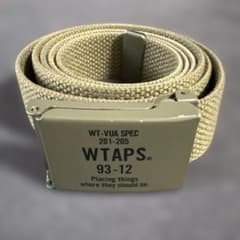 WT-VUA SPEC
201-205
WTAPS®
93-12
Placing things
where they should be.